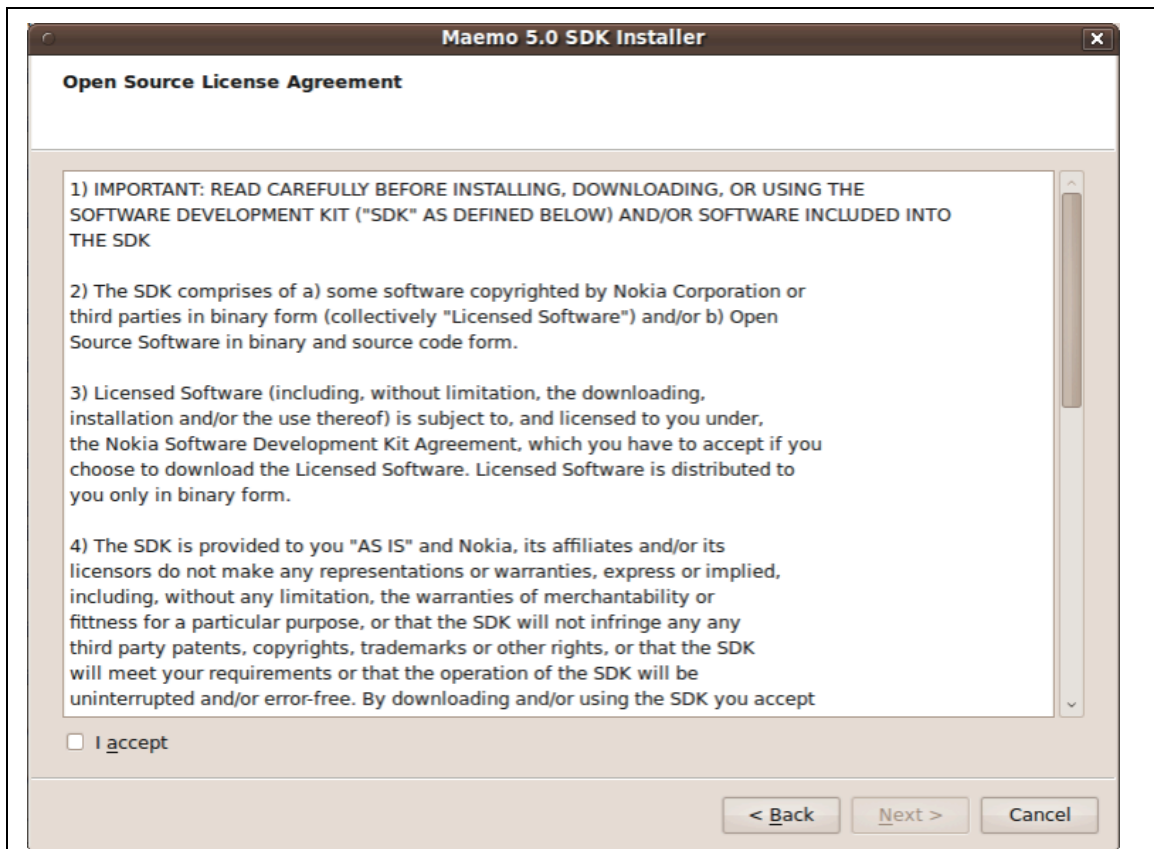 Maemo 5.0 SDK Installer
Open Source License Agreement
1) IMPORTANT: READ CAREFULLY BEFORE INSTALLING, DOWNLOADING, OR USING THE
SOFTWARE DEVELOPMENT KIT ("SDK" AS DEFINED BELOW) AND/OR SOFTWARE INCLUDED INTO
THE SDK
2) The SDK comprises of a) some software copyrighted by Nokia Corporation or
third parties in binary form (collectively "Licensed Software") and/or b) Open
Source Software in binary and source code form.
3) Licensed Software (including, without limitation, the downloading,
installation and/or the use thereof) is subject to, and licensed to you under,
the Nokia Software Development Kit Agreement, which you have to accept if you
choose to download the Licensed Software. Licensed Software is distributed to
you only in binary form.
4) The SDK is provided to you "AS IS" and Nokia, its affiliates and/or its
licensors do not make any representations or warranties, express or implied,
including, without any limitation, the warranties of merchantability or
fittness for a particular purpose, or that the SDK will not infringe any any
third party patents, copyrights, trademarks or other rights, or that the SDK
will meet your requirements or that the operation of the SDK will be
uninterrupted and/or error-free. By downloading and/or using the SDK you accept
I accept
< Back Next > Cancel